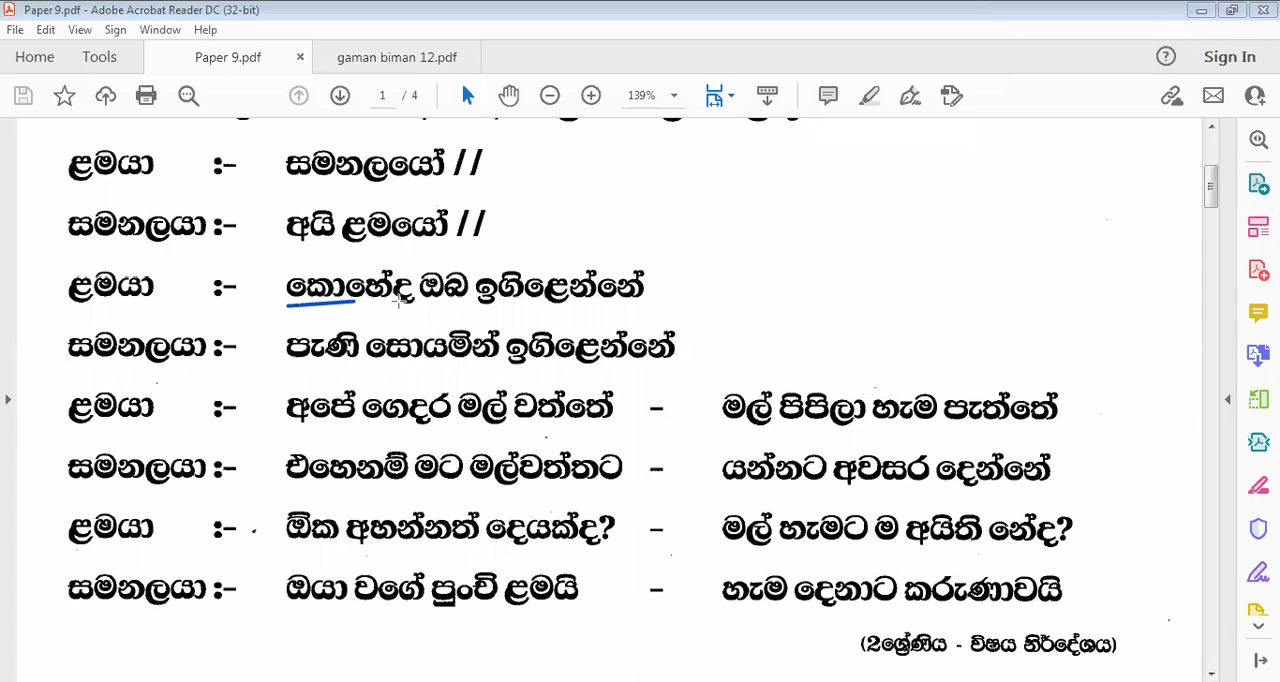 Paper 9.pdf - Adobe Acrobat Reader DC (32-bit)
File Edit View Sign Window Help
Home Tools Paper 9.pdf × gaman biman 12.pdf Sign In
1 / 4 139%
ළමයා :- සමනලයෝ //
සමනලයා :- අයි ළමයෝ //
ළමයා :- කොහේද ඔබ ඉගිළෙන්නේ
සමනලයා :- පැණි සොයමින් ඉගිළෙන්නේ
ළමයා :- අපේ ගෙදර මල් වත්තේ - මල් පිපිලා හැම පැත්තේ
සමනලයා :- එහෙනම් මට මල්වත්තට - යන්නට අවසර දෙන්නේ
ළමයා :- ඕක අහන්නත් දෙයක්ද? - මල් හැමට ම අයිති නේද?
සමනලයා :- ඔයා වගේ පුංචි ළමයි - හැම දෙනාට කරුණාවයි
(2ශ්‍රේණිය - විෂය නිර්දේශය)